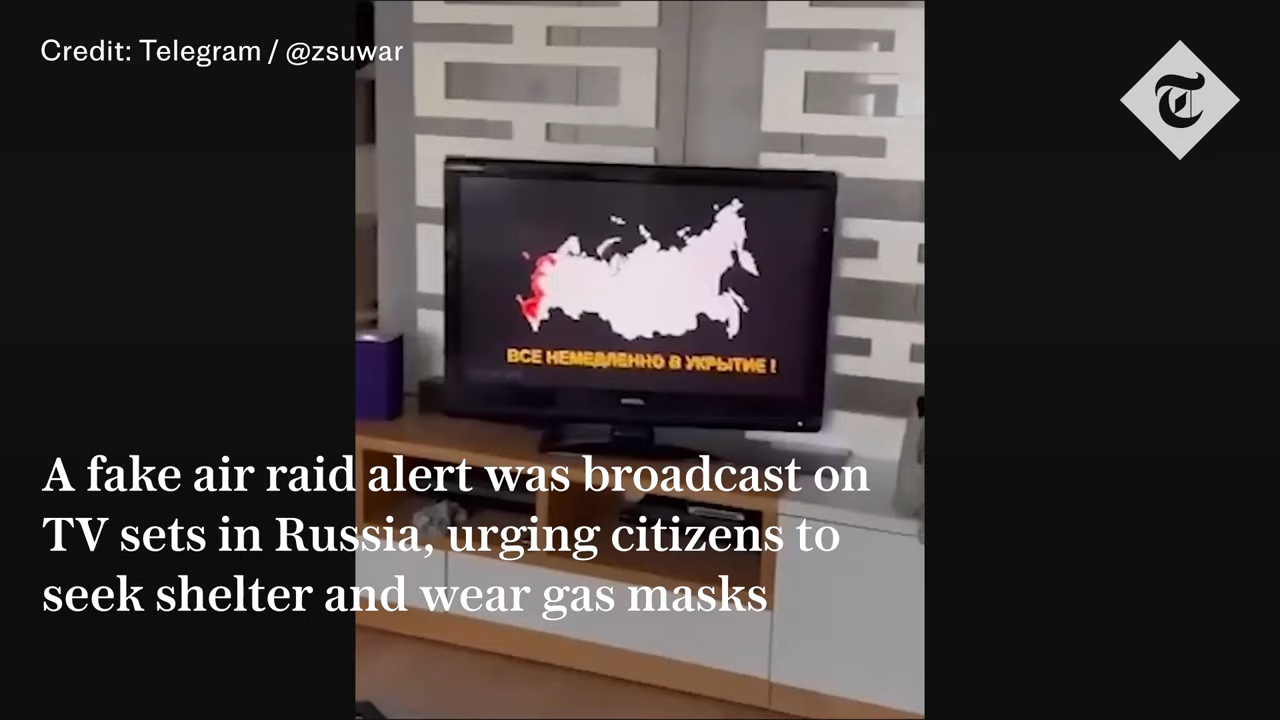 Credit: Telegram / @zsuwar
T
ВСЕ НЕМЕДЛЕННО В УКРЫТИЕ !
A fake air raid alert was broadcast on
TV sets in Russia, urging citizens to
seek shelter and wear gas masks